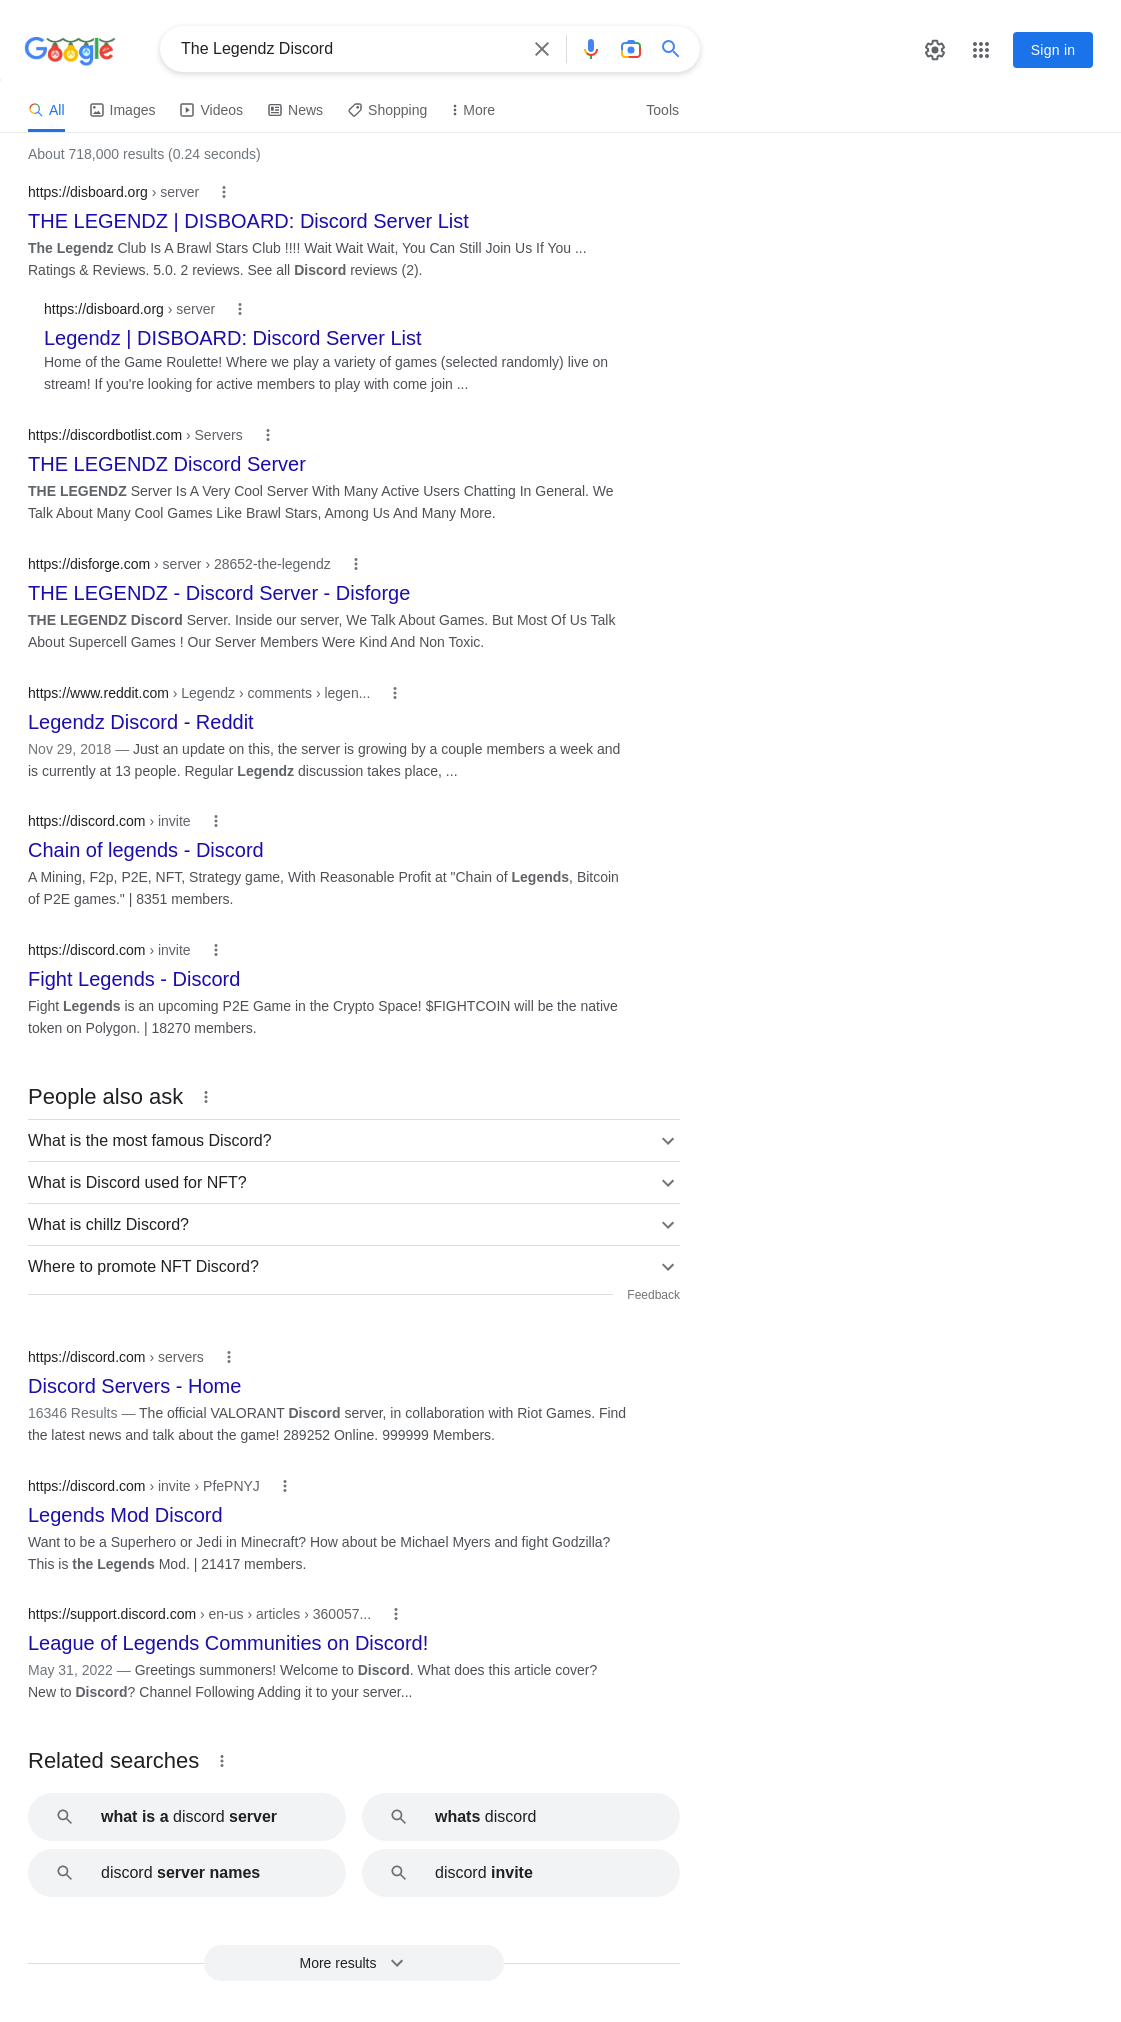 Google
The Legendz Discord
Sign in
All Images Videos News Shopping More Tools
About 718,000 results (0.24 seconds)
https://disboard.org › server
THE LEGENDZ | DISBOARD: Discord Server List
The Legendz Club Is A Brawl Stars Club !!!! Wait Wait Wait, You Can Still Join Us If You ...
Ratings & Reviews. 5.0. 2 reviews. See all Discord reviews (2).
https://disboard.org › server
Legendz | DISBOARD: Discord Server List
Home of the Game Roulette! Where we play a variety of games (selected randomly) live on
stream! If you're looking for active members to play with come join ...
https://discordbotlist.com › Servers
THE LEGENDZ Discord Server
THE LEGENDZ Server Is A Very Cool Server With Many Active Users Chatting In General. We
Talk About Many Cool Games Like Brawl Stars, Among Us And Many More.
https://disforge.com › server › 28652-the-legendz
THE LEGENDZ - Discord Server - Disforge
THE LEGENDZ Discord Server. Inside our server, We Talk About Games. But Most Of Us Talk
About Supercell Games ! Our Server Members Were Kind And Non Toxic.
https://www.reddit.com › Legendz › comments › legen...
Legendz Discord - Reddit
Nov 29, 2018 — Just an update on this, the server is growing by a couple members a week and
is currently at 13 people. Regular Legendz discussion takes place, ...
https://discord.com › invite
Chain of legends - Discord
A Mining, F2p, P2E, NFT, Strategy game, With Reasonable Profit at "Chain of Legends, Bitcoin
of P2E games." | 8351 members.
https://discord.com › invite
Fight Legends - Discord
Fight Legends is an upcoming P2E Game in the Crypto Space! $FIGHTCOIN will be the native
token on Polygon. | 18270 members.
People also ask
What is the most famous Discord?
What is Discord used for NFT?
What is chillz Discord?
Where to promote NFT Discord?
Feedback
https://discord.com › servers
Discord Servers - Home
16346 Results — The official VALORANT Discord server, in collaboration with Riot Games. Find
the latest news and talk about the game! 289252 Online. 999999 Members.
https://discord.com › invite › PfePNYJ
Legends Mod Discord
Want to be a Superhero or Jedi in Minecraft? How about be Michael Myers and fight Godzilla?
This is the Legends Mod. | 21417 members.
https://support.discord.com › en-us › articles › 360057...
League of Legends Communities on Discord!
May 31, 2022 — Greetings summoners! Welcome to Discord. What does this article cover?
New to Discord? Channel Following Adding it to your server...
Related searches
what is a discord server
whats discord
discord server names
discord invite
More results